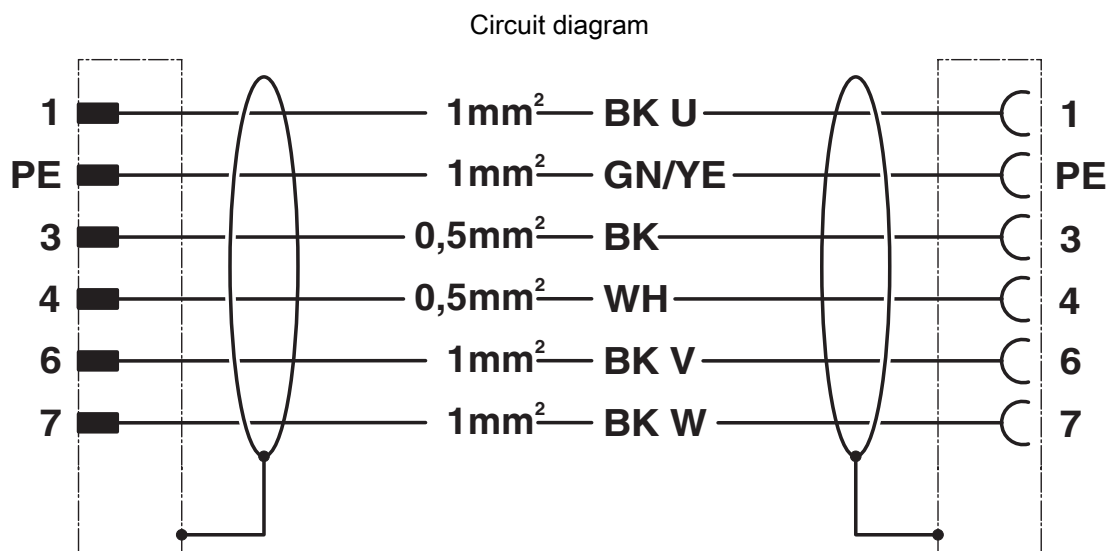 Circuit diagram
1 1mm² BK U 1
PE 1mm² GN/YE PE
3 0,5mm² BK 3
4 0,5mm² WH 4
6 1mm² BK V 6
7 1mm² BK W 7